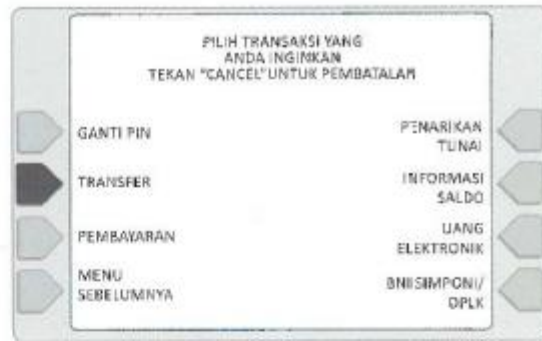 PILIH TRANSAKSI YANG
ANDA INGINKAN
TEKAN "CANCEL" UNTUK PEMBATALAN
GANTI PIN
TRANSFER
PEMBAYARAN
MENU
SEBELUMNYA
PENARIKAN
TUNAI
INFORMASI
SALDO
UANG
ELEKTRONIK
BNI SIMPONI/
DPLK